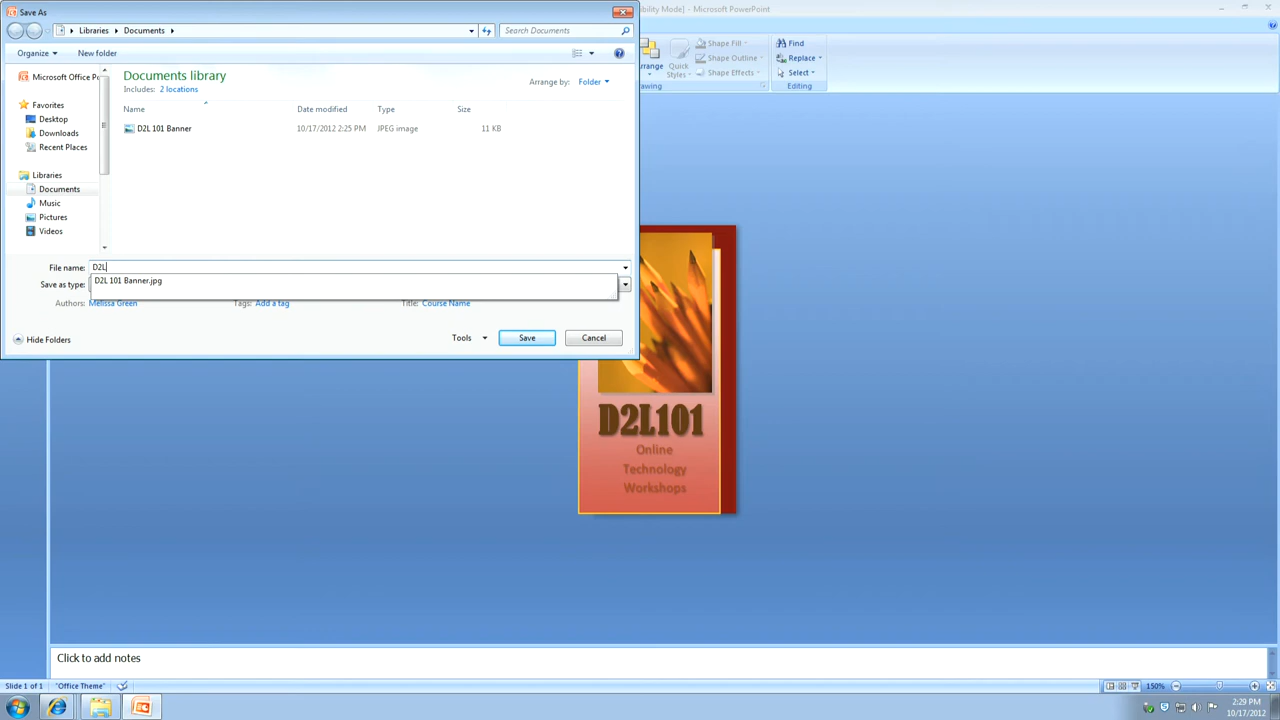 Save As
bility Mode] - Microsoft PowerPoint
Libraries Documents
Search Documents
Organize
New folder
Shape Fill
Shape Outline
Shape Effects
Arrange
Quick
Styles
Find
Replace
Select
rawing
Editing
Microsoft Office Po
Favorites
Desktop
Downloads
Recent Places
Libraries
Documents
Music
Pictures
Videos
Documents library
Includes: 2 locations
Arrange by: Folder
Name Date modified Type Size
D2L 101 Banner 10/17/2012 2:25 PM JPEG image 11 KB
File name: D2L
D2L 101 Banner.jpg
Save as type:
Authors: Melissa Green Tags: Add a tag Title: Course Name
Hide Folders
Tools Save Cancel
D2L101
Online
Technology
Workshops
Click to add notes
Slide 1 of 1 "Office Theme" 150%
2:29 PM
10/17/2012